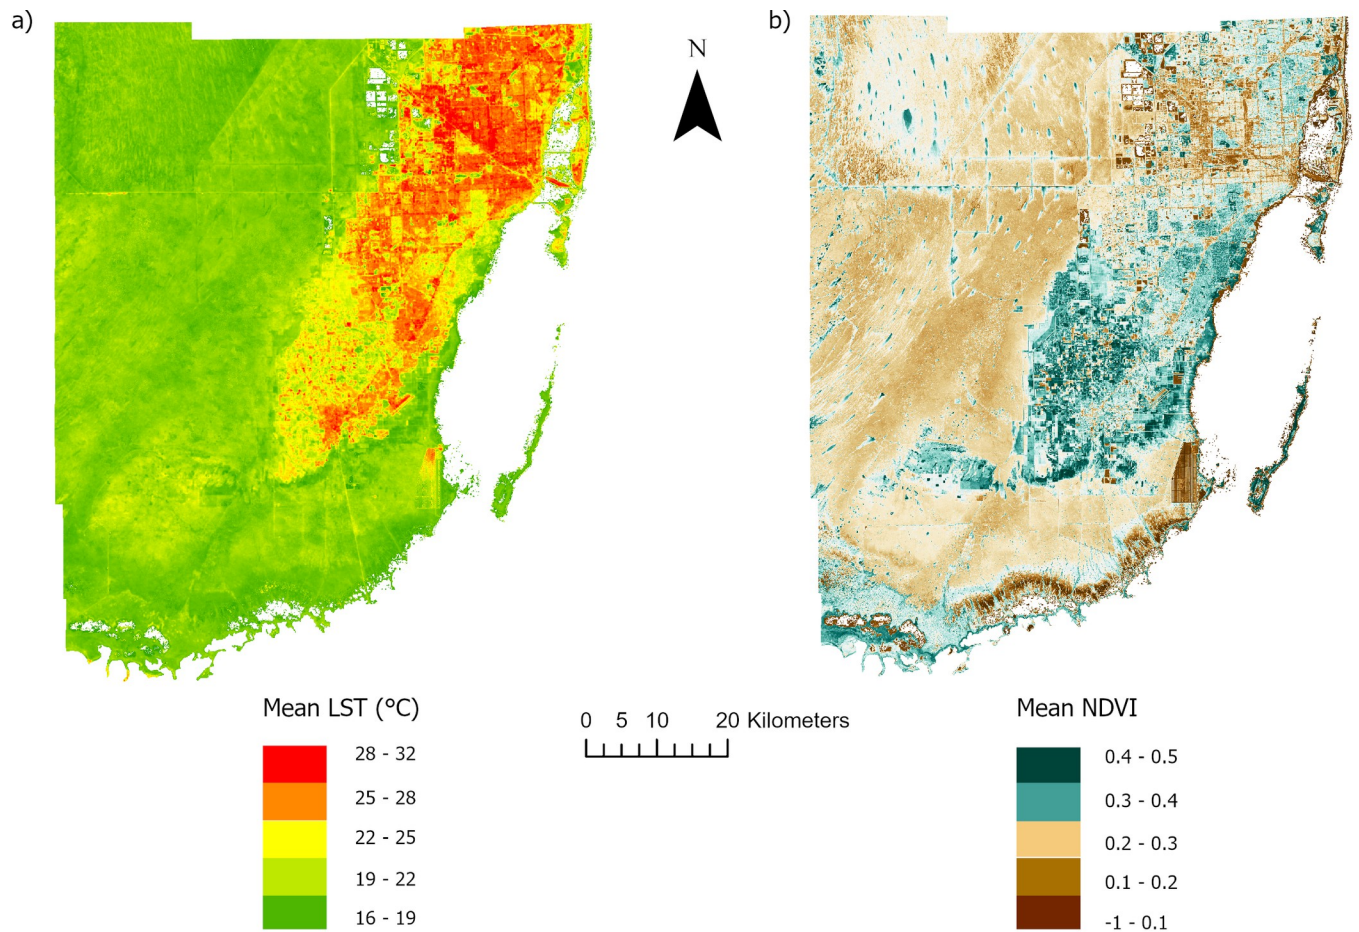 a)
b)
N
Mean LST (°C)
28 - 32
25 - 28
22 - 25
19 - 22
16 - 19
0 5 10 20 Kilometers
Mean NDVI
0.4 - 0.5
0.3 - 0.4
0.2 - 0.3
0.1 - 0.2
-1 - 0.1